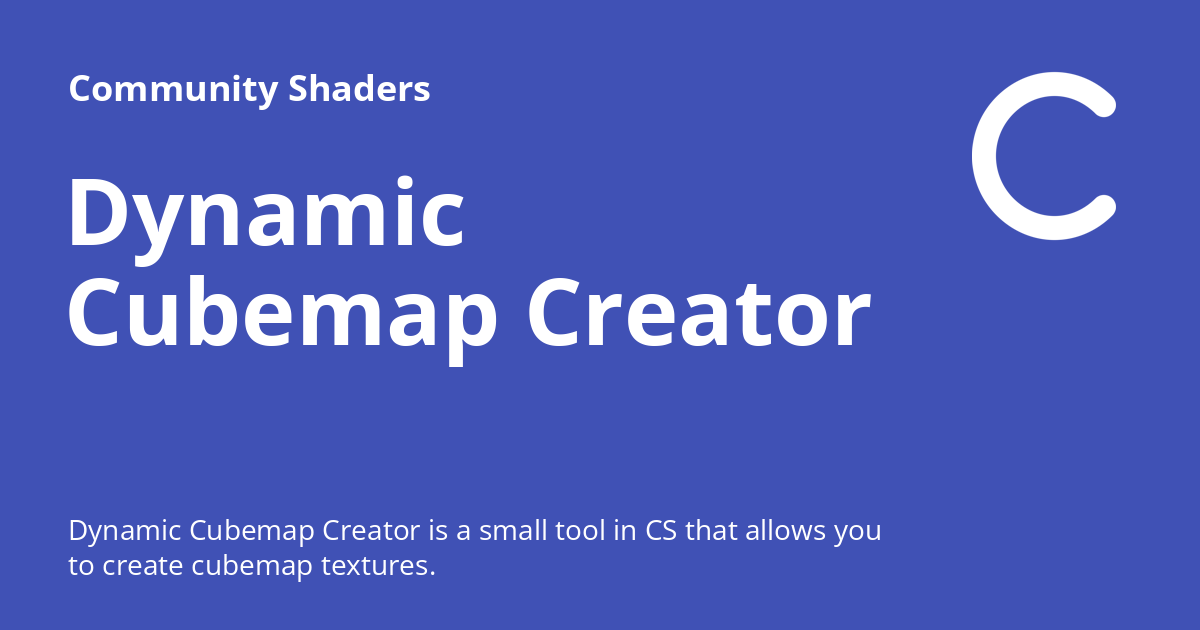 Community Shaders
Dynamic
Cubemap Creator
Dynamic Cubemap Creator is a small tool in CS that allows you
to create cubemap textures.